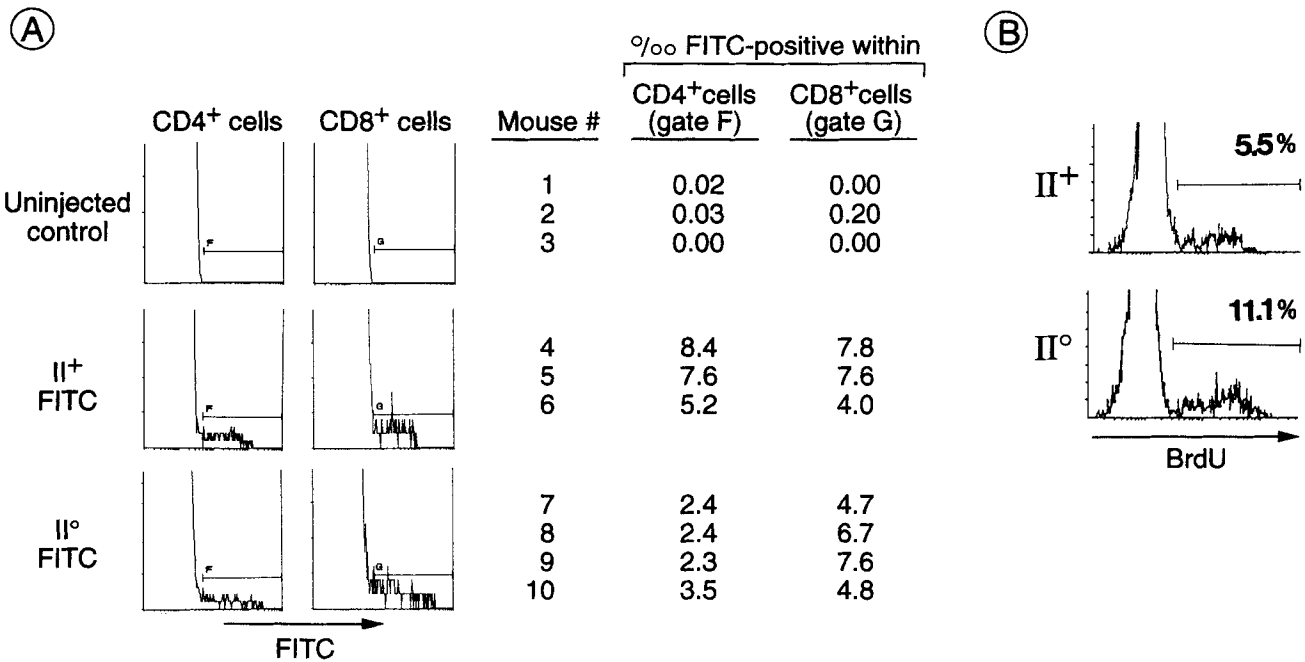 A
B
°/oo FITC-positive within
CD4+ cells
CD8+ cells
Mouse #
CD4+cells
(gate F)
CD8+cells
(gate G)
Uninjected
control
F
G
1 0.02 0.00
2 0.03 0.20
3 0.00 0.00
II+
FITC
F
G
4 8.4 7.8
5 7.6 7.6
6 5.2 4.0
II°
FITC
F
G
7 2.4 4.7
8 2.4 6.7
9 2.3 7.6
10 3.5 4.8
FITC
II+
5.5%
II°
11.1%
BrdU